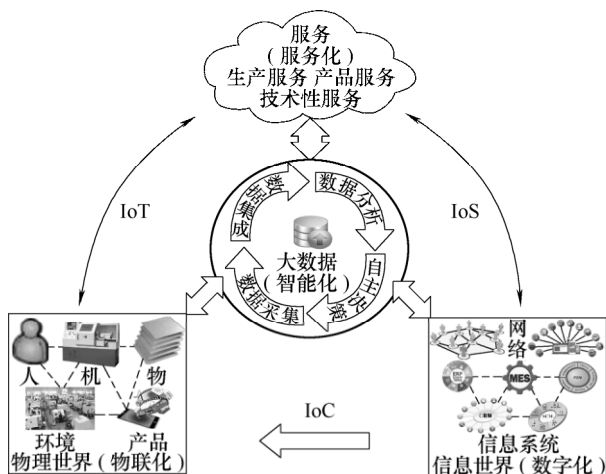 服务
(服务化)
生产服务 产品服务
技术性服务
IoT
IoS
数据集成
数据分析
大数据
(智能化)
自主决策
数据采集
人 机 物
环境 产品
物理世界(物联化)
IoC
网络
ERP
MES
信息系统
信息世界(数字化)